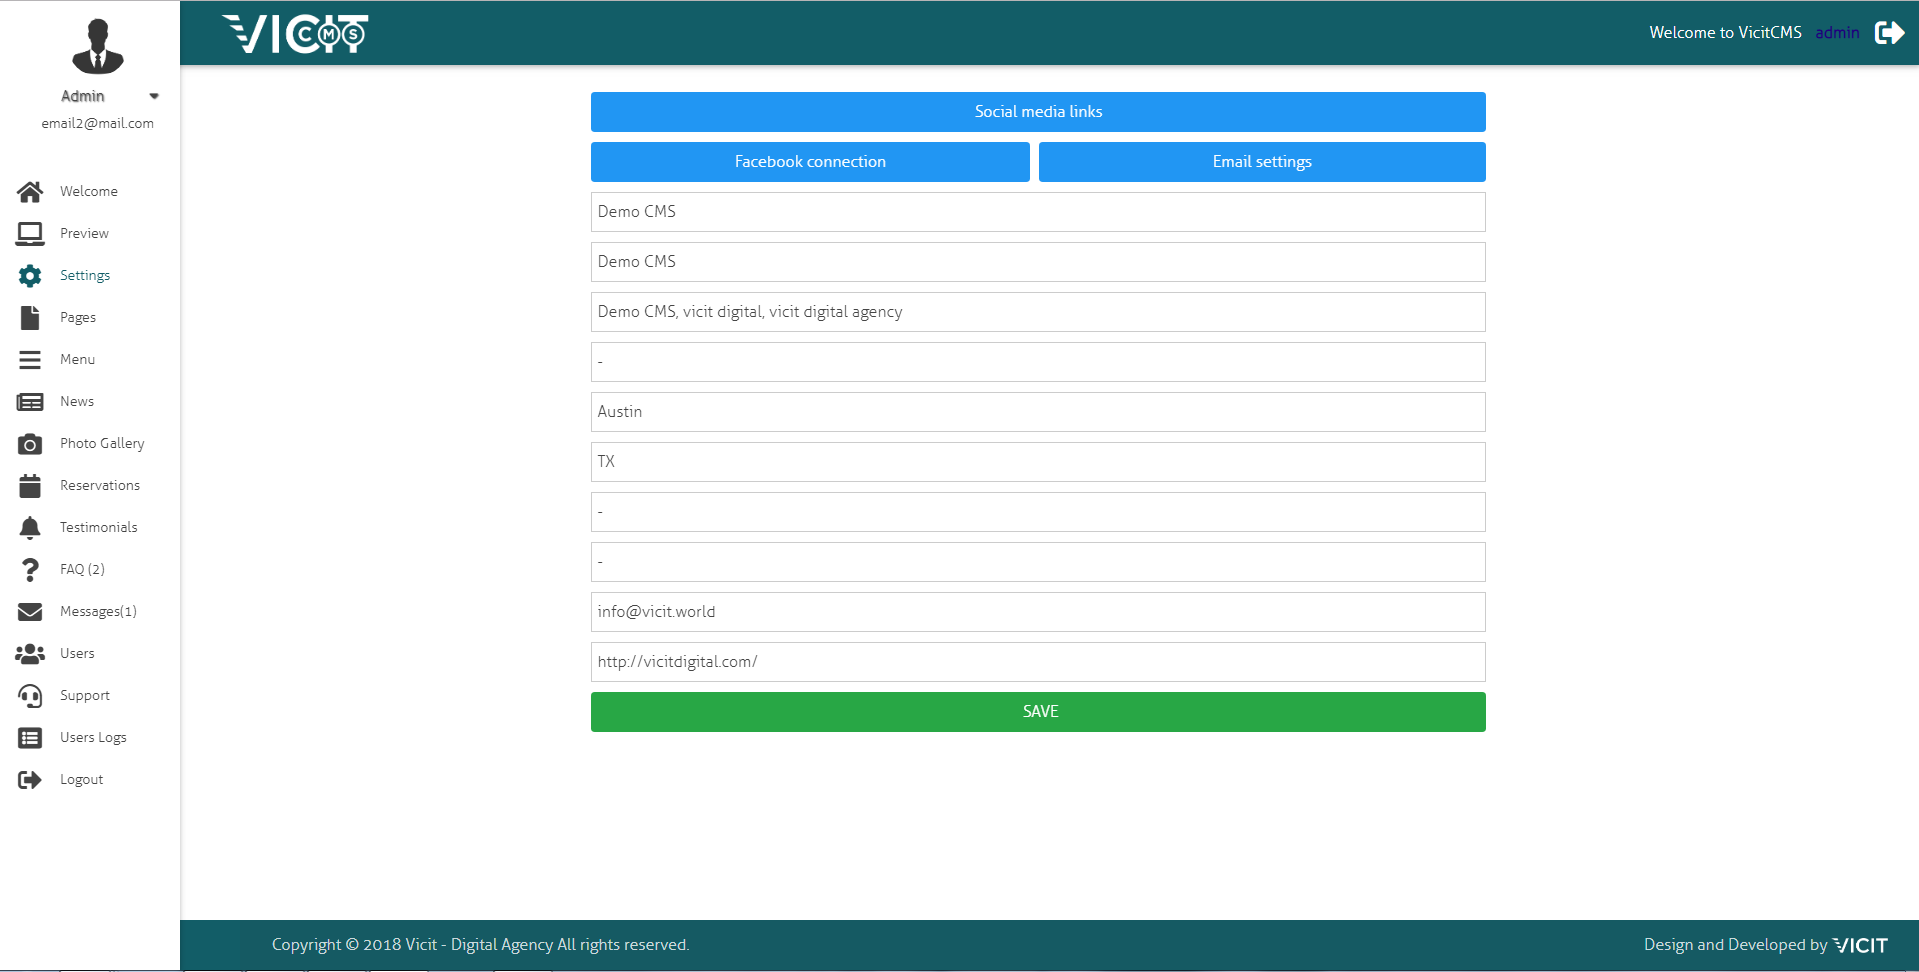 VICIT CMS
Welcome to VicitCMS admin
Admin
email2@mail.com
Welcome
Preview
Settings
Pages
Menu
News
Photo Gallery
Reservations
Testimonials
FAQ (2)
Messages(1)
Users
Support
Users Logs
Logout
Social media links
Facebook connection
Email settings
Demo CMS
Demo CMS
Demo CMS, vicit digital, vicit digital agency
-
Austin
TX
-
-
info@vicit.world
http://vicitdigital.com/
SAVE
Copyright © 2018 Vicit - Digital Agency All rights reserved.
Design and Developed by VICIT